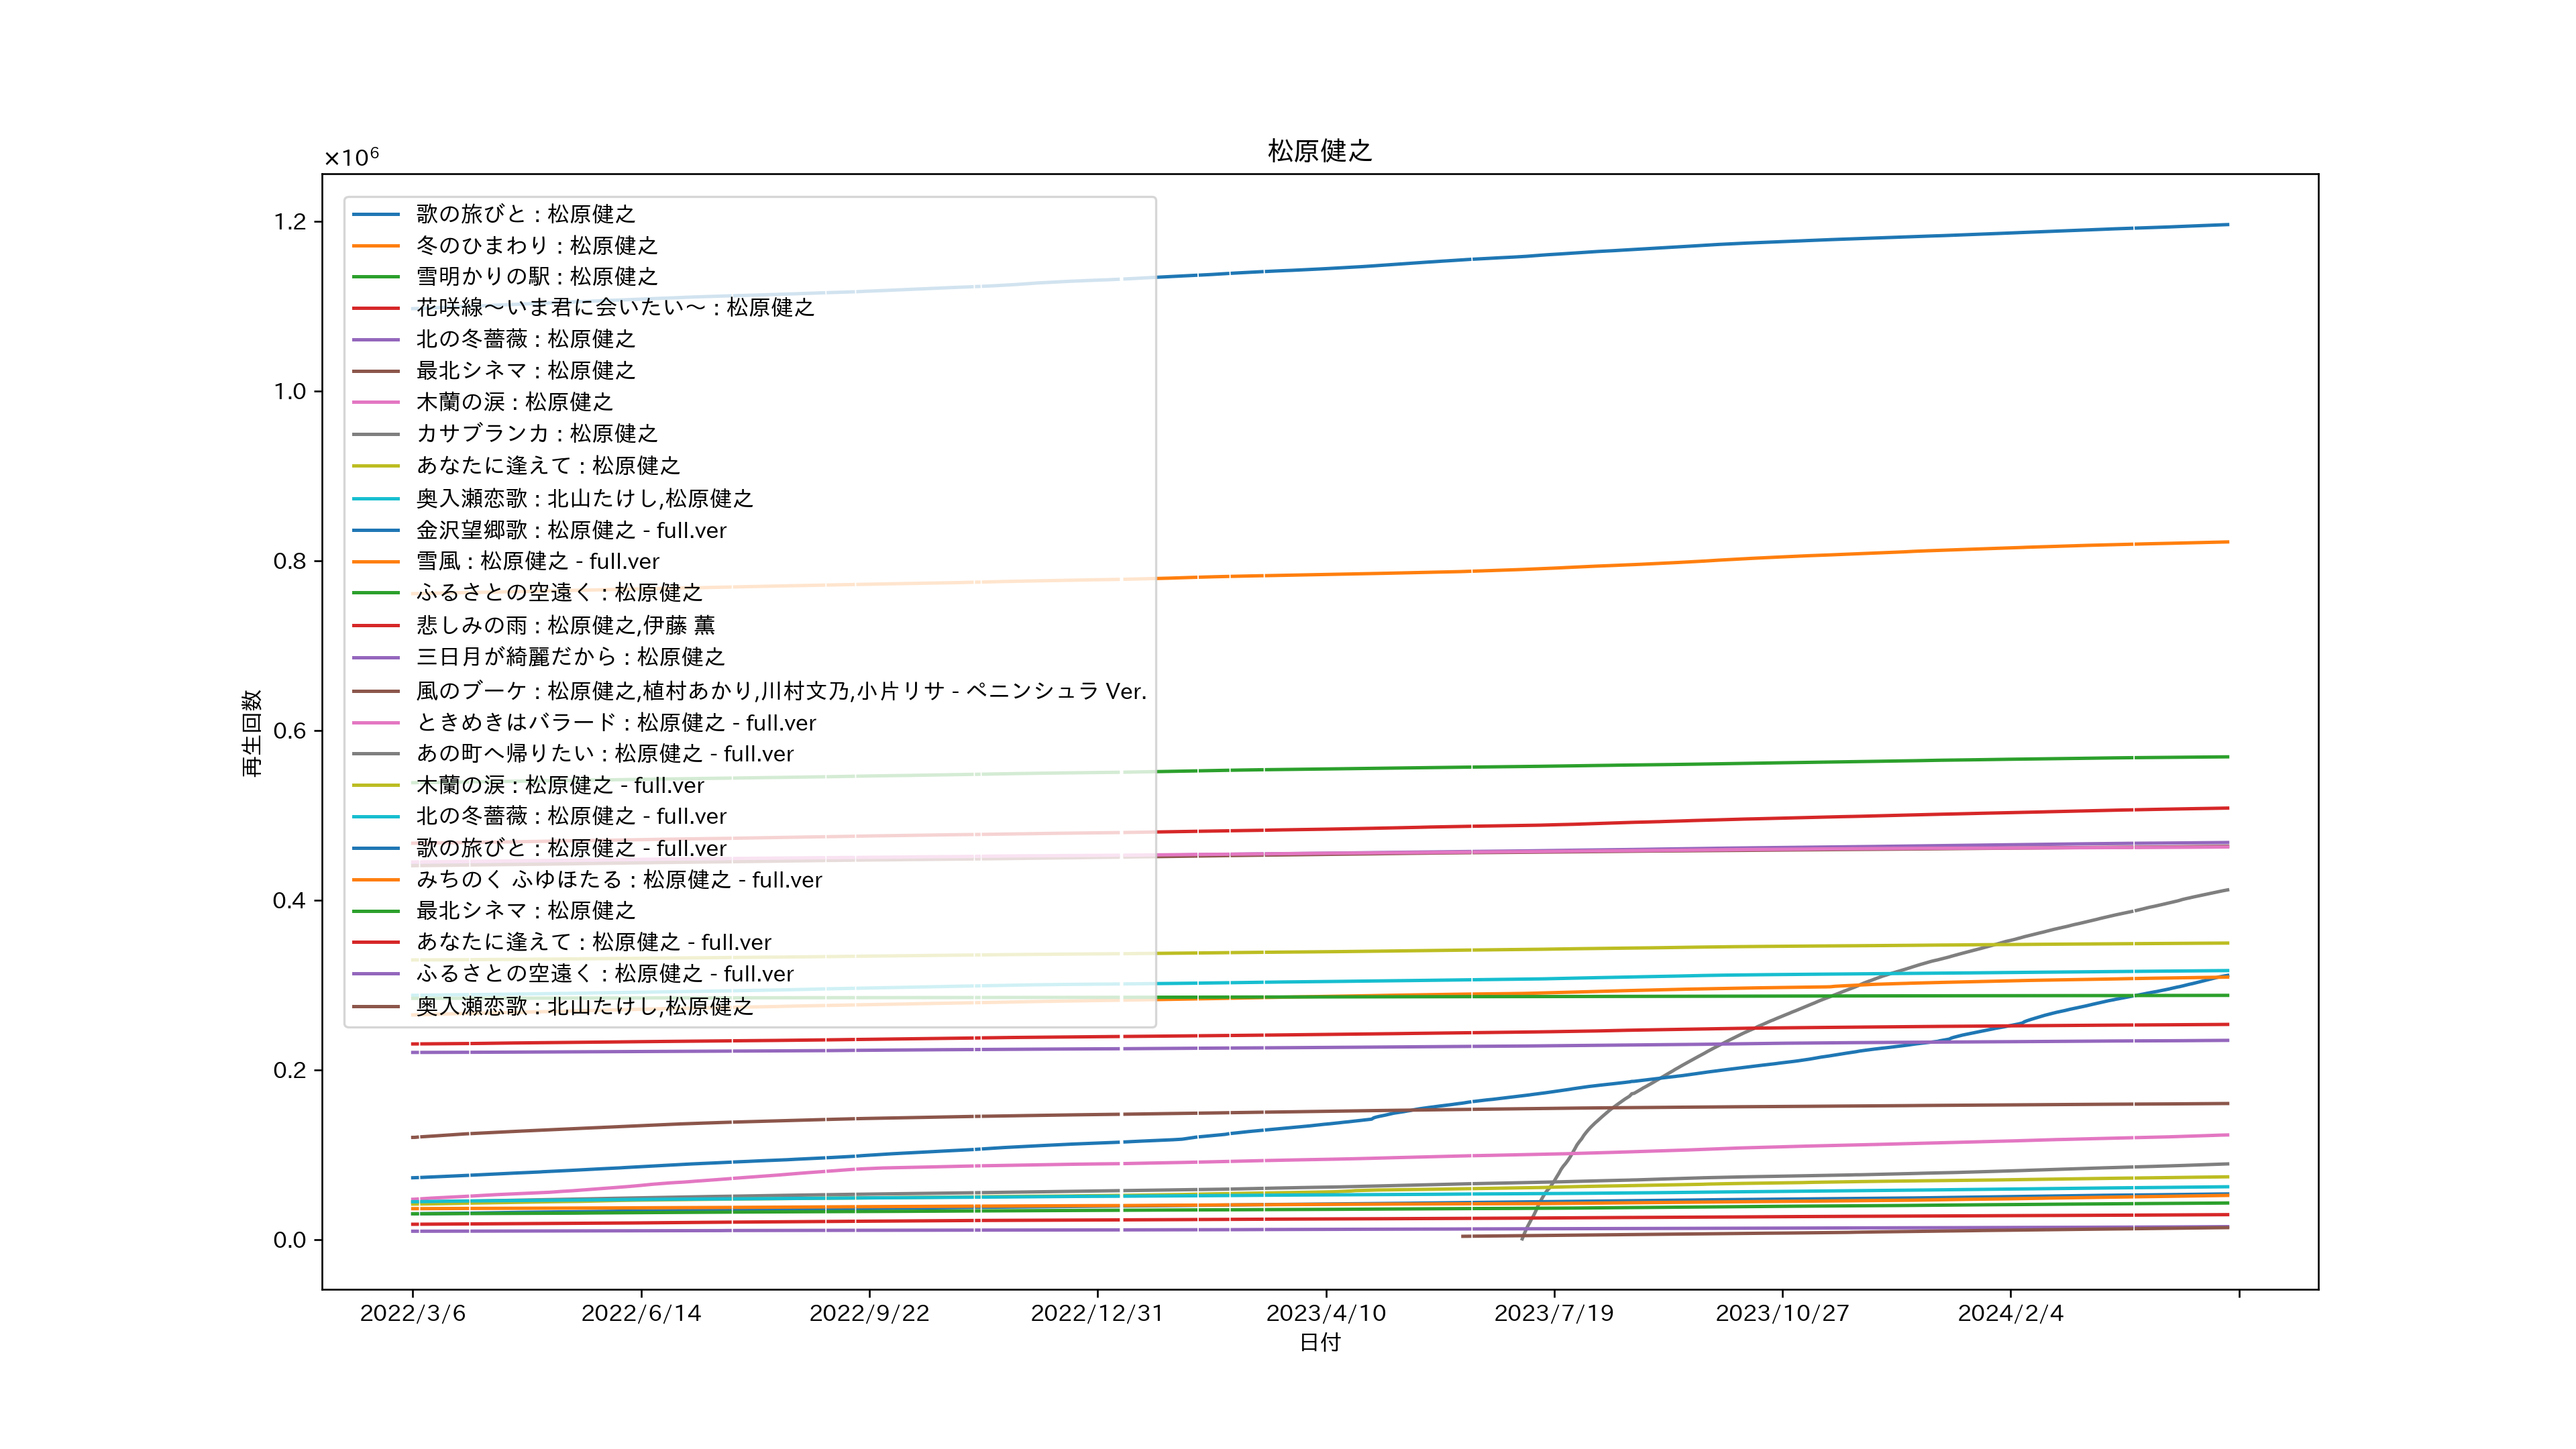 松原健之
×10⁶
1.2
1.0
0.8
0.6
0.4
0.2
0.0
再生回数
歌の旅びと : 松原健之
冬のひまわり : 松原健之
雪明かりの駅 : 松原健之
花咲線～いま君に会いたい～ : 松原健之
北の冬薔薇 : 松原健之
最北シネマ : 松原健之
木蘭の涙 : 松原健之
カサブランカ : 松原健之
あなたに逢えて : 松原健之
奥入瀬恋歌 : 北山たけし,松原健之
金沢望郷歌 : 松原健之 - full.ver
雪風 : 松原健之 - full.ver
ふるさとの空遠く : 松原健之
悲しみの雨 : 松原健之,伊藤 薫
三日月が綺麗だから : 松原健之
風のブーケ : 松原健之,植村あかり,川村文乃,小片リサ - ペニンシュラ Ver.
ときめきはバラード : 松原健之 - full.ver
あの町へ帰りたい : 松原健之 - full.ver
木蘭の涙 : 松原健之 - full.ver
北の冬薔薇 : 松原健之 - full.ver
歌の旅びと : 松原健之 - full.ver
みちのく ふゆほたる : 松原健之 - full.ver
最北シネマ : 松原健之
あなたに逢えて : 松原健之 - full.ver
ふるさとの空遠く : 松原健之 - full.ver
奥入瀬恋歌 : 北山たけし,松原健之
2022/3/6 2022/6/14 2022/9/22 2022/12/31 2023/4/10 2023/7/19 2023/10/27 2024/2/4
日付